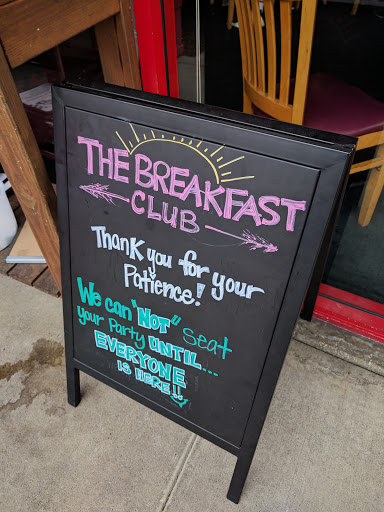 THE BREAKFAST
CLUB
Thank you for your
Patience!
We can "NOT" Seat
your Party UNTIL...
EVERYONE
IS HERE!!